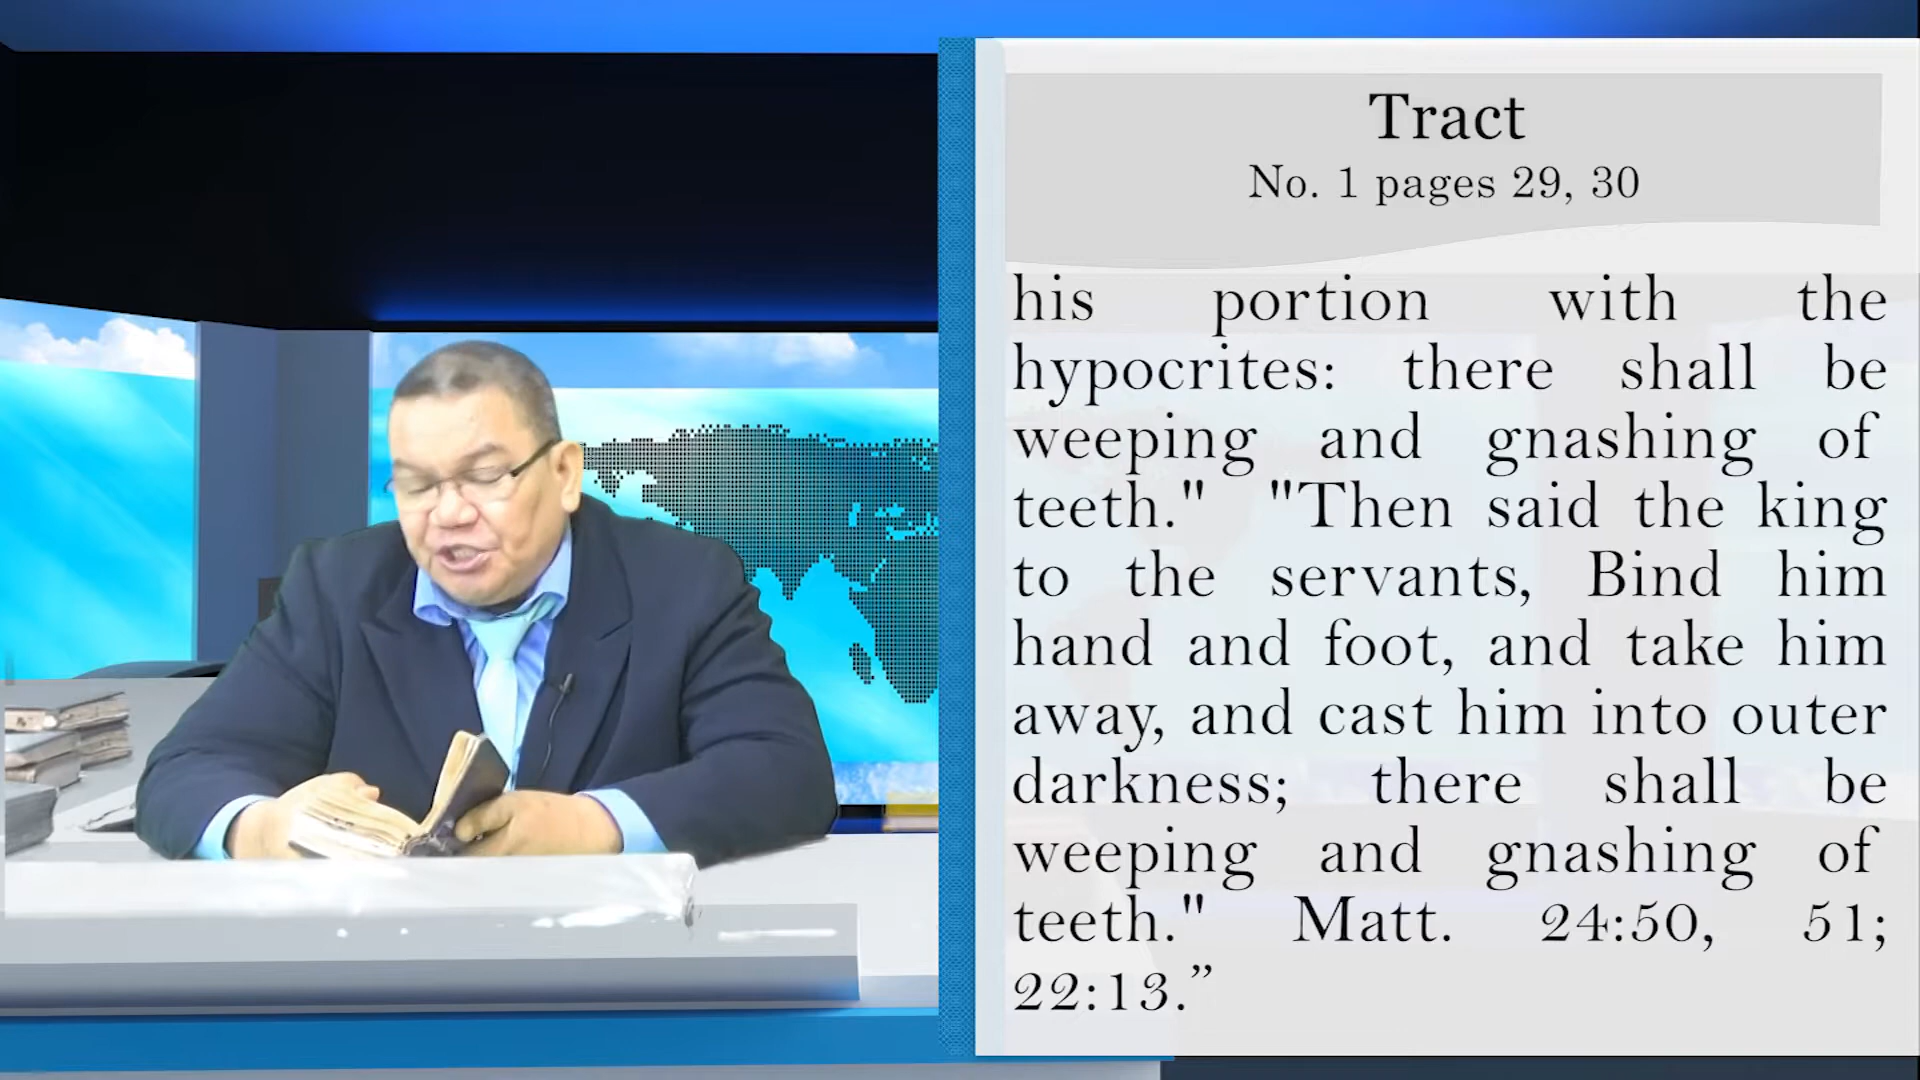 Tract
No. 1 pages 29, 30
his portion with the
hypocrites: there shall be
weeping and gnashing of
teeth." "Then said the king
to the servants, Bind him
hand and foot, and take him
away, and cast him into outer
darkness; there shall be
weeping and gnashing of
teeth." Matt. 24:50, 51;
22:13.”